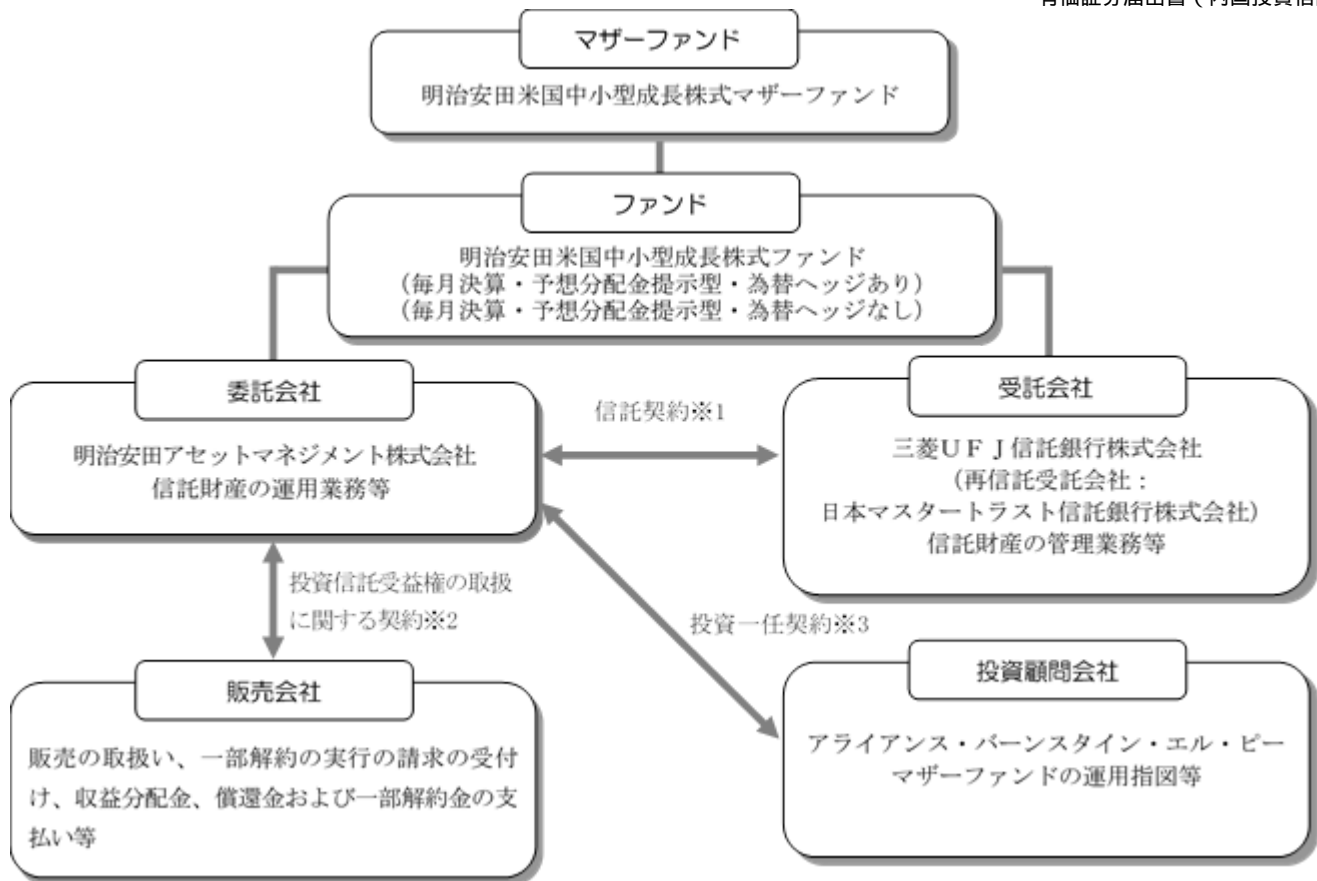 マザーファンド
明治安田米国中小型成長株式マザーファンド
ファンド
明治安田米国中小型成長株式ファンド
（毎月決算・予想分配金提示型・為替ヘッジあり）
（毎月決算・予想分配金提示型・為替ヘッジなし）
委託会社
明治安田アセットマネジメント株式会社
信託財産の運用業務等
信託契約※1
受託会社
三菱ＵＦＪ信託銀行株式会社
（再信託受託会社：
日本マスタートラスト信託銀行株式会社）
信託財産の管理業務等
投資信託受益権の取扱
に関する契約※2
投資一任契約※3
販売会社
販売の取扱い、一部解約の実行の請求の受付
け、収益分配金、償還金および一部解約金の支
払い等
投資顧問会社
アライアンス・バーンスタイン・エル・ピー
マザーファンドの運用指図等